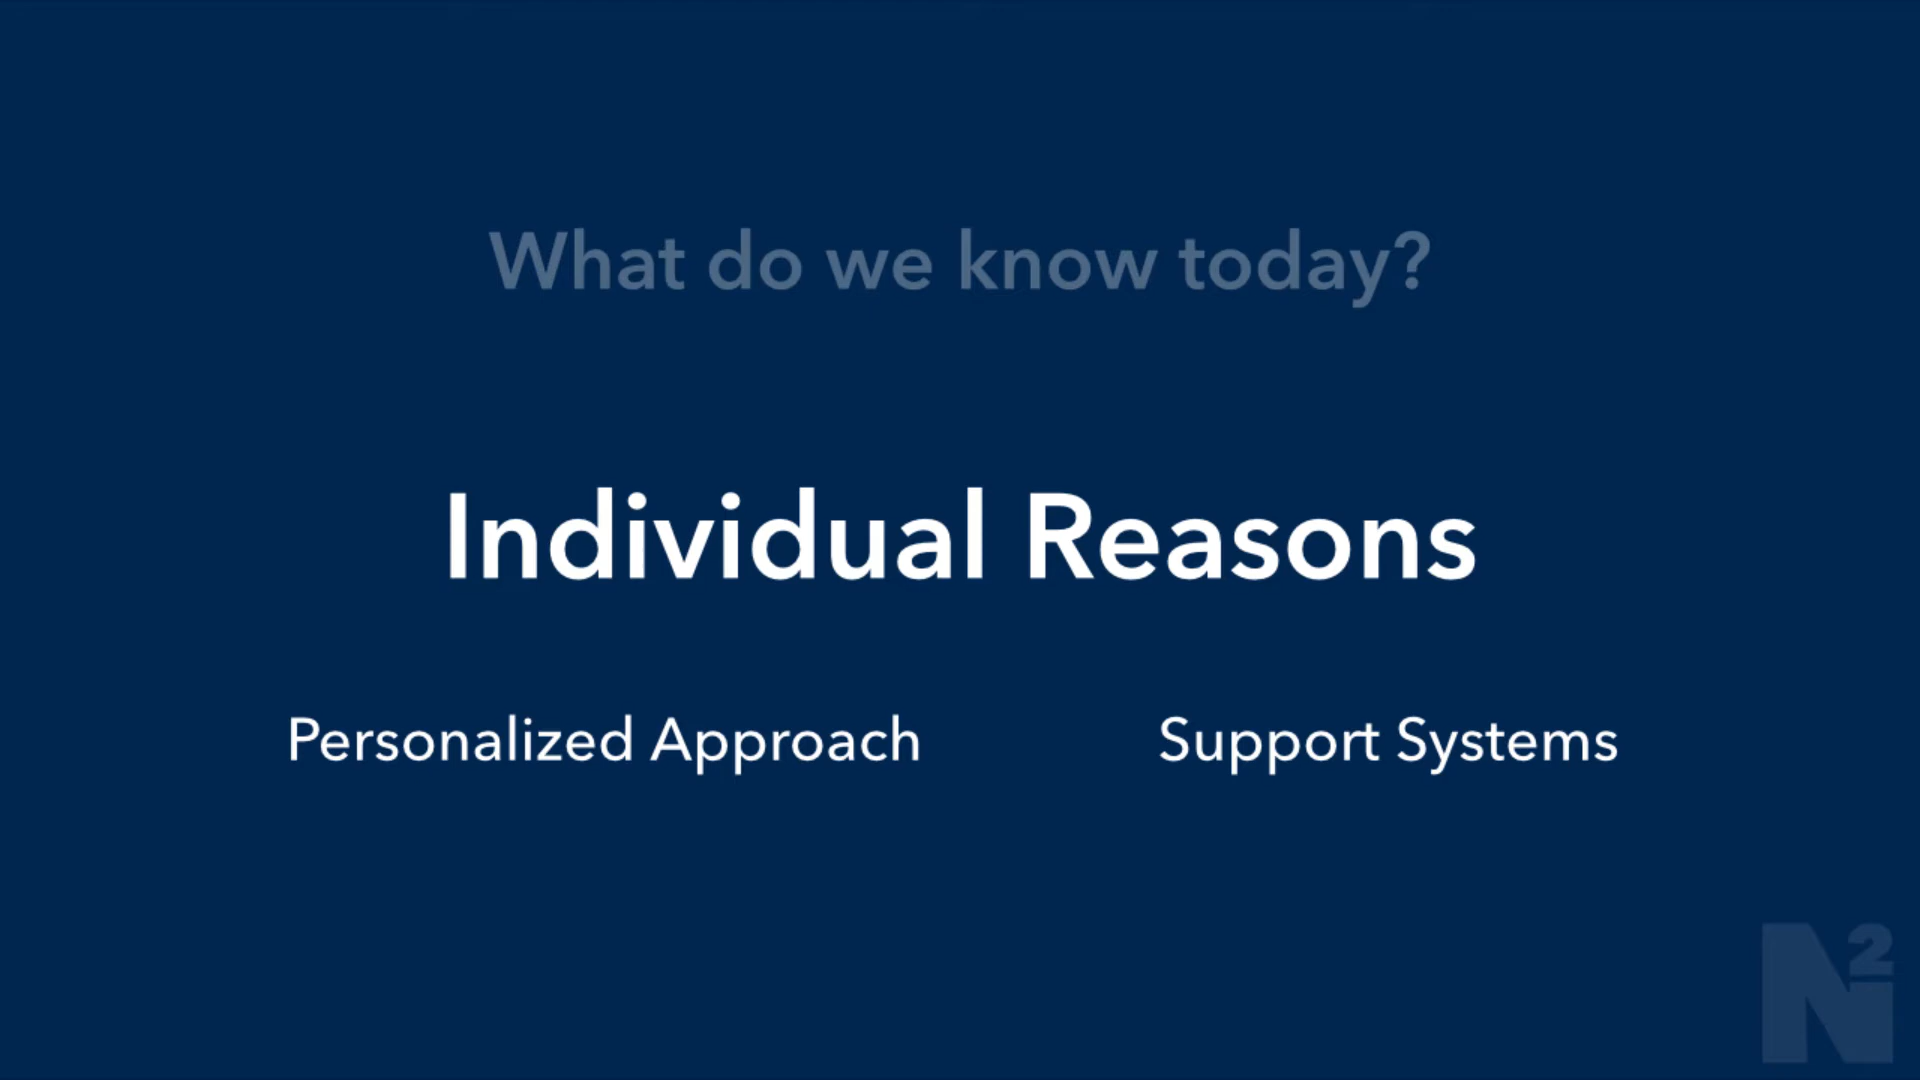 What do we know today?
Individual Reasons
Personalized Approach
Support Systems
N2